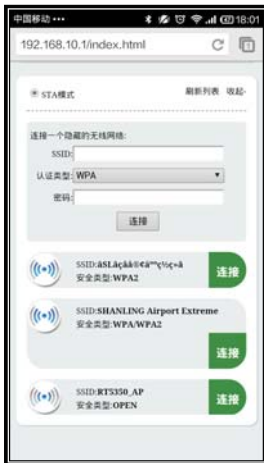 中国移动 ••• 18:01
192.168.10.1/index.html
STA模式 刷新列表 收起-
连接一个隐藏的无线网络:
SSID:
认证类型: WPA
密码:
连接
安全类型:WPA2
连接
SSID:SHANLING Airport Extreme
安全类型:WPA/WPA2
连接
SSID:RT5350_AP
安全类型:OPEN
连接